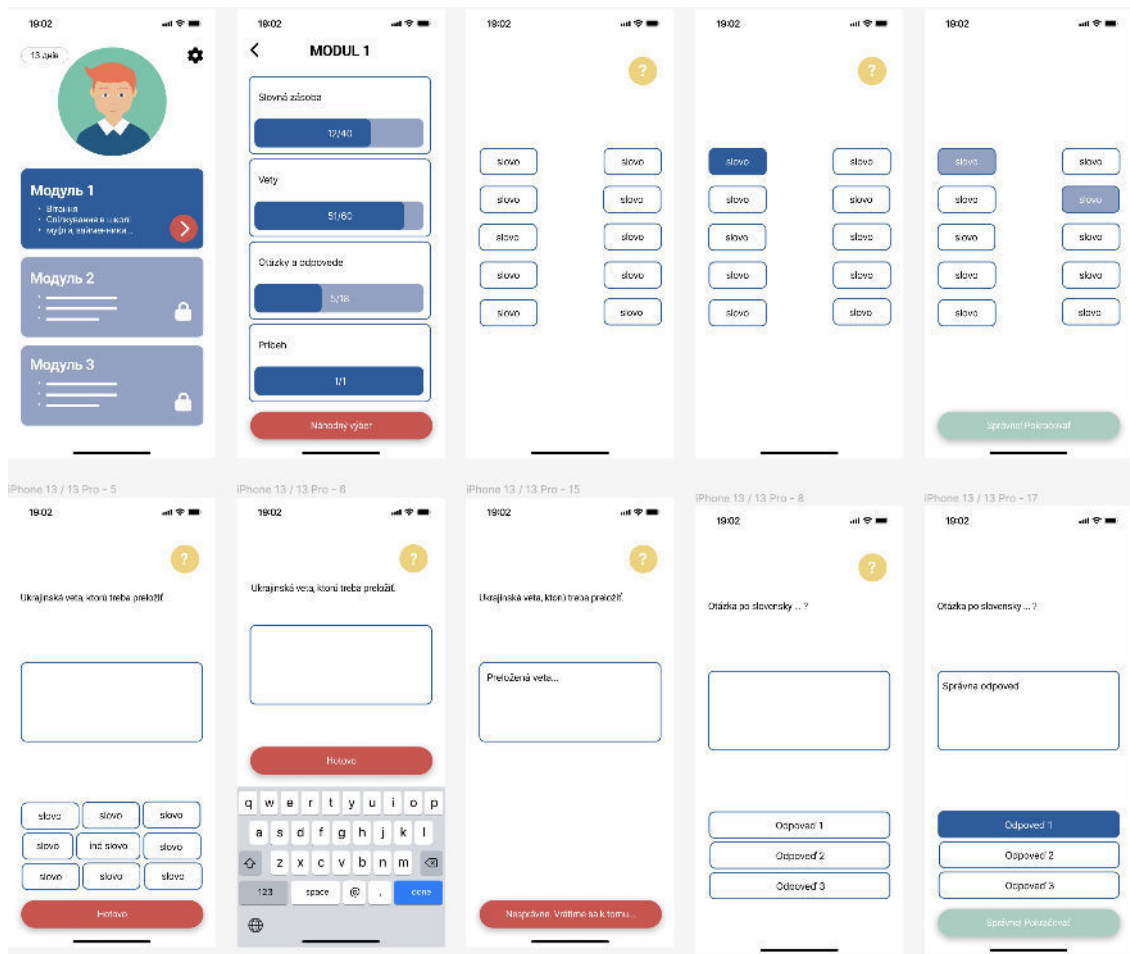 19:02
13 днів
Модуль 1
Вітання
Спілкування в школі
муфта, займенники...
Модуль 2
Модуль 3
19:02
MODUL 1
Slovná zásoba
12/40
Vety
51/60
Otázky a odpovede
5/18
Príbeh
1/1
Náhodný výber
19:02
?
slovo slovo
slovo slovo
slovo slovo
slovo slovo
slovo slovo
19:02
?
slovo slovo
slovo slovo
slovo slovo
slovo slovo
slovo slovo
19:02
slovo slovo
slovo slovo
slovo slovo
slovo slovo
slovo slovo
Správne! Pokračovať
iPhone 13 / 13 Pro - 5
19:02
?
Ukrajinská veta, ktorú treba preložiť.
slovo slovo slovo
slovo iné slovo slovo
slovo slovo slovo
Hotovo
iPhone 13 / 13 Pro - 6
19:02
?
Ukrajinská veta, ktorú treba preložiť.
Hotovo
q w e r t y u i o p
a s d f g h j k l
z x c v b n m
123 space @ . done
iPhone 13 / 13 Pro - 15
19:02
?
Ukrajinská veta, ktorú treba preložiť.
Preložená veta...
Nesprávne. Vrátime sa k tomu...
iPhone 13 / 13 Pro - 8
19:02
?
Otázka po slovensky ... ?
Odpoveď 1
Odpoveď 2
Odpoveď 3
iPhone 13 / 13 Pro - 17
19:02
Otázka po slovensky ... ?
Správna odpoveď
Odpoveď 1
Odpoveď 2
Odpoveď 3
Správne! Pokračovať